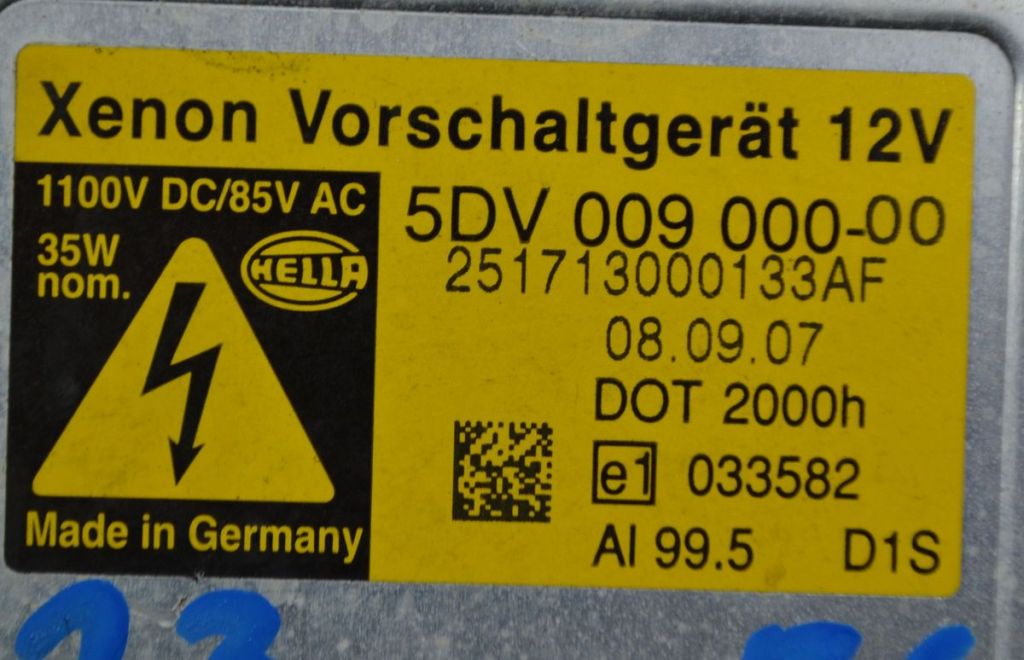 Xenon Vorschaltgerät 12V
1100V DC/85V AC
35W
nom.
HELLA
Made in Germany
5DV 009 000-00
251713000133AF
08.09.07
DOT 2000h
e1 033582
Al 99.5 D1S